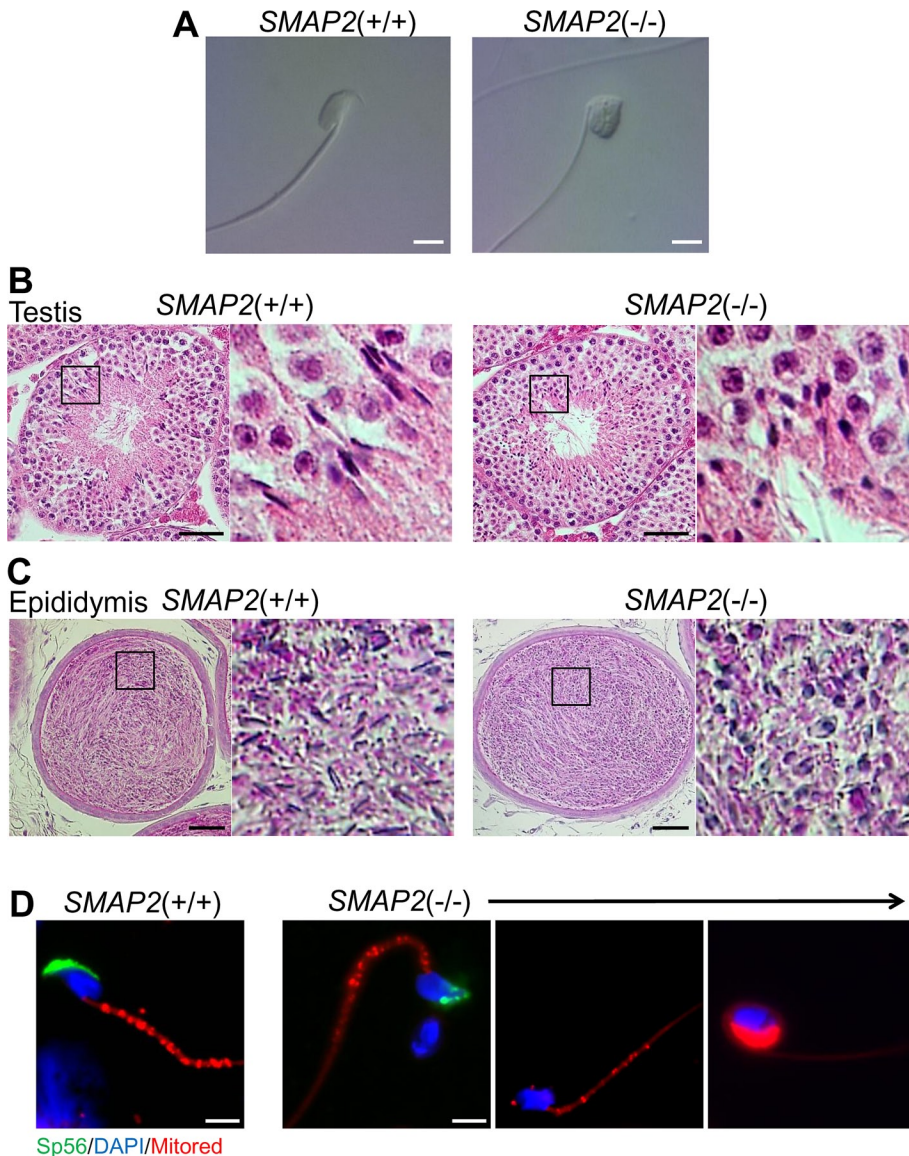 A SMAP2(+/+) SMAP2(-/-)
B
Testis SMAP2(+/+) SMAP2(-/-)
C
Epididymis SMAP2(+/+) SMAP2(-/-)
D SMAP2(+/+) SMAP2(-/-)
Sp56/DAPI/Mitored